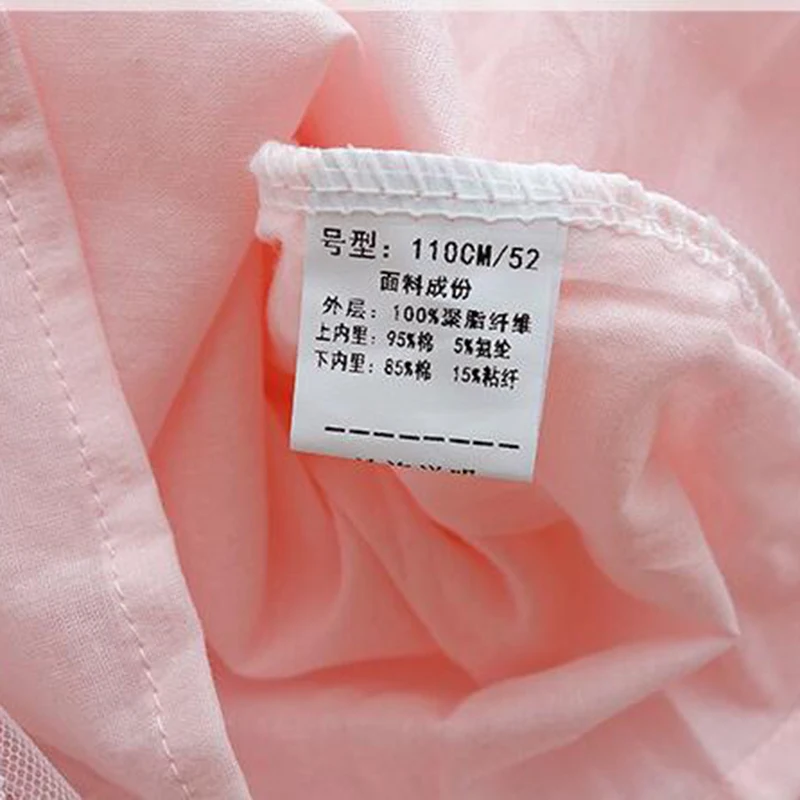 号型：110CM/52
面料成份
外层：100%聚脂纤维
上内里：95%棉 5%氨纶
下内里：85%棉 15%粘纤
--------